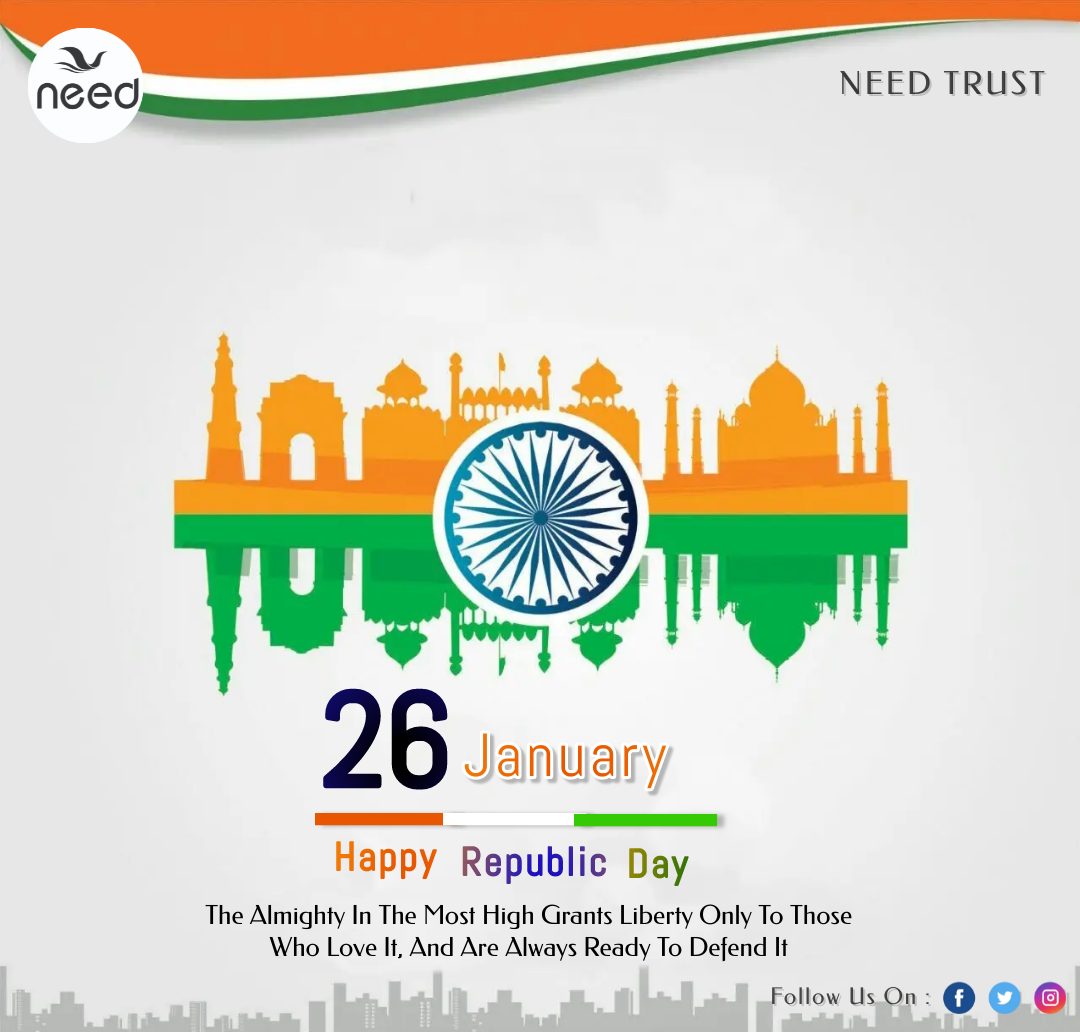 need
NEED TRUST
26 January
Happy Republic Day
The Almighty In The Most High Grants Liberty Only To Those
Who Love It, And Are Always Ready To Defend It
Follow Us On :